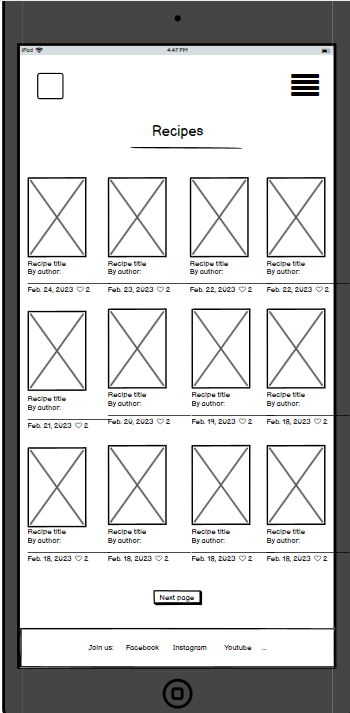 iPod 4:47 PM
Recipes
Recipe title Recipe title Recipe title Recipe title
By author: By author: By author: By author:
Feb. 24, 2023 ♡ 2 Feb. 23, 2023 ♡ 2 Feb. 22, 2023 ♡ 2 Feb. 22, 2023 ♡ 2
Recipe title Recipe title Recipe title Recipe title
By author: By author: By author: By author:
Feb. 21, 2023 ♡ 2 Feb. 20, 2023 ♡ 2 Feb. 19, 2023 ♡ 2 Feb. 18, 2023 ♡ 2
Recipe title Recipe title Recipe title Recipe title
By author: By author: By author: By author:
Feb. 18, 2023 ♡ 2 Feb. 18, 2023 ♡ 2 Feb. 18, 2023 ♡ 2 Feb. 18, 2023 ♡ 2
Next page
Join us: Facebook Instagram Youtube ...